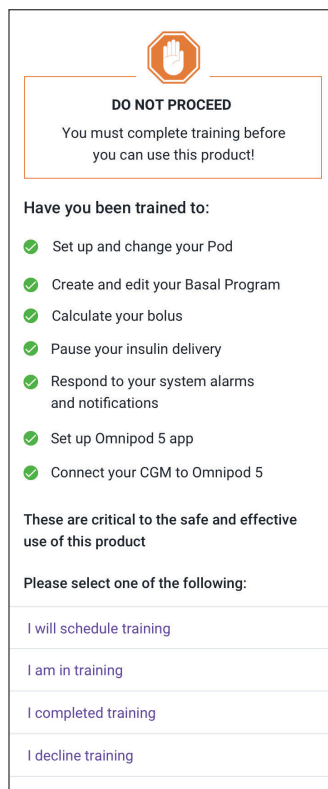 DO NOT PROCEED
You must complete training before
you can use this product!
Have you been trained to:
Set up and change your Pod
Create and edit your Basal Program
Calculate your bolus
Pause your insulin delivery
Respond to your system alarms
and notifications
Set up Omnipod 5 app
Connect your CGM to Omnipod 5
These are critical to the safe and effective
use of this product
Please select one of the following:
I will schedule training
I am in training
I completed training
I decline training